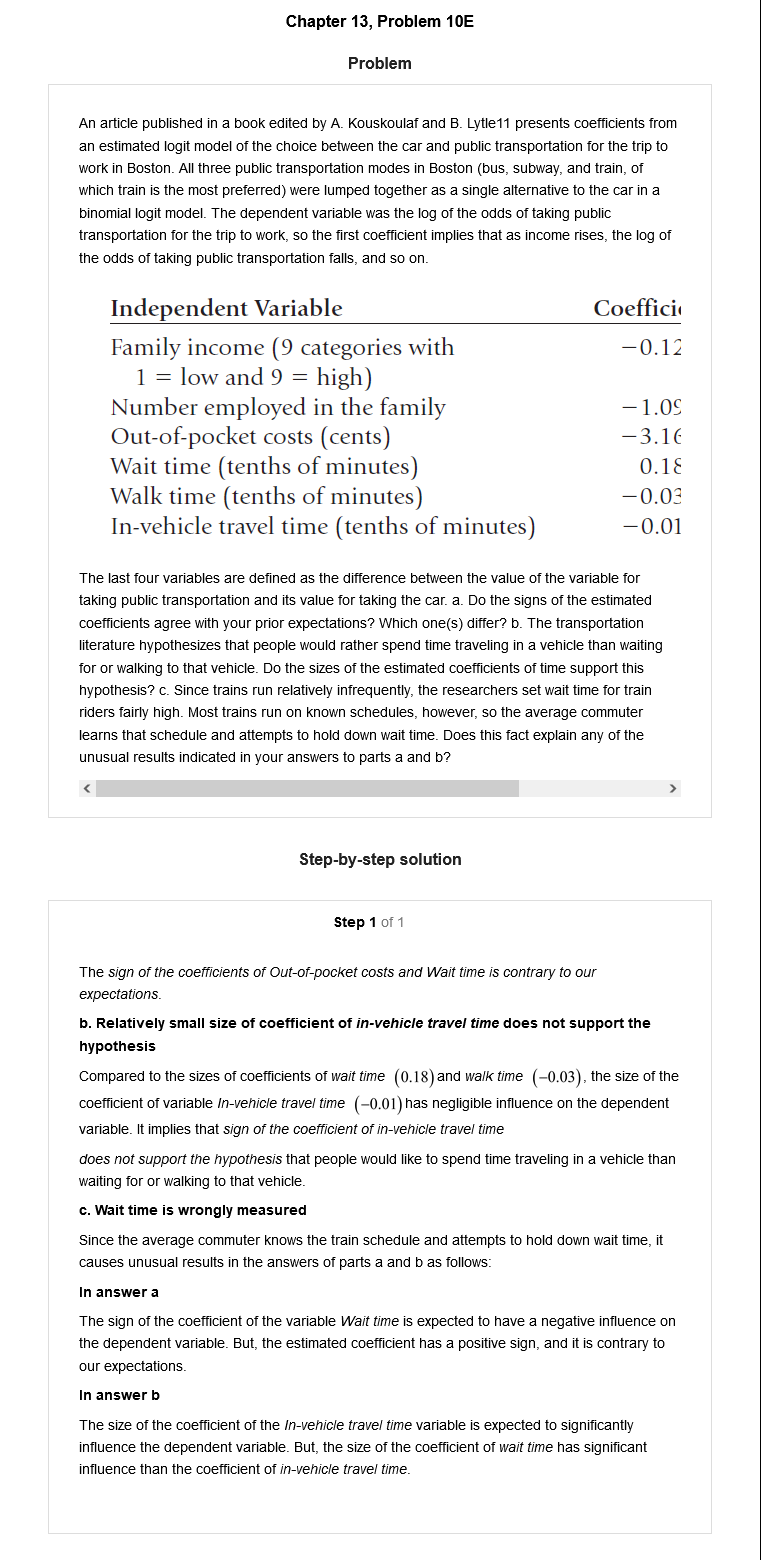 Chapter 13, Problem 10E
Problem
An article published in a book edited by A. Kouskoulaf and B. Lytle11 presents coefficients from
an estimated logit model of the choice between the car and public transportation for the trip to
work in Boston. All three public transportation modes in Boston (bus, subway, and train, of
which train is the most preferred) were lumped together as a single alternative to the car in a
binomial logit model. The dependent variable was the log of the odds of taking public
transportation for the trip to work, so the first coefficient implies that as income rises, the log of
the odds of taking public transportation falls, and so on.
Independent Variable Coeffici
Family income (9 categories with −0.12
1 = low and 9 = high)
Number employed in the family −1.09
Out-of-pocket costs (cents) −3.16
Wait time (tenths of minutes) 0.18
Walk time (tenths of minutes) −0.03
In-vehicle travel time (tenths of minutes) −0.01
The last four variables are defined as the difference between the value of the variable for
taking public transportation and its value for taking the car. a. Do the signs of the estimated
coefficients agree with your prior expectations? Which one(s) differ? b. The transportation
literature hypothesizes that people would rather spend time traveling in a vehicle than waiting
for or walking to that vehicle. Do the sizes of the estimated coefficients of time support this
hypothesis? c. Since trains run relatively infrequently, the researchers set wait time for train
riders fairly high. Most trains run on known schedules, however, so the average commuter
learns that schedule and attempts to hold down wait time. Does this fact explain any of the
unusual results indicated in your answers to parts a and b?
Step-by-step solution
Step 1 of 1
The sign of the coefficients of Out-of-pocket costs and Wait time is contrary to our
expectations.
b. Relatively small size of coefficient of in-vehicle travel time does not support the
hypothesis
Compared to the sizes of coefficients of wait time (0.18) and walk time (−0.03), the size of the
coefficient of variable In-vehicle travel time (−0.01) has negligible influence on the dependent
variable. It implies that sign of the coefficient of in-vehicle travel time
does not support the hypothesis that people would like to spend time traveling in a vehicle than
waiting for or walking to that vehicle.
c. Wait time is wrongly measured
Since the average commuter knows the train schedule and attempts to hold down wait time, it
causes unusual results in the answers of parts a and b as follows:
In answer a
The sign of the coefficient of the variable Wait time is expected to have a negative influence on
the dependent variable. But, the estimated coefficient has a positive sign, and it is contrary to
our expectations.
In answer b
The size of the coefficient of the In-vehicle travel time variable is expected to significantly
influence the dependent variable. But, the size of the coefficient of wait time has significant
influence than the coefficient of in-vehicle travel time.